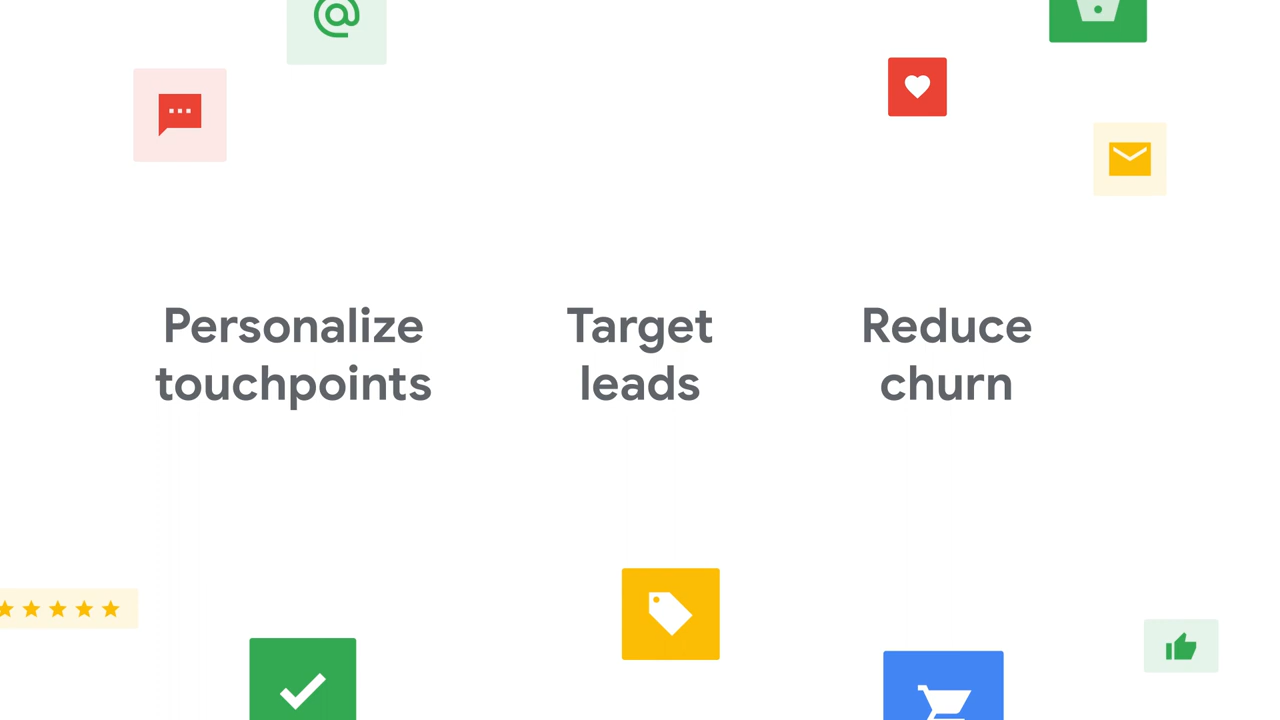 Personalize
touchpoints
Target
leads
Reduce
churn